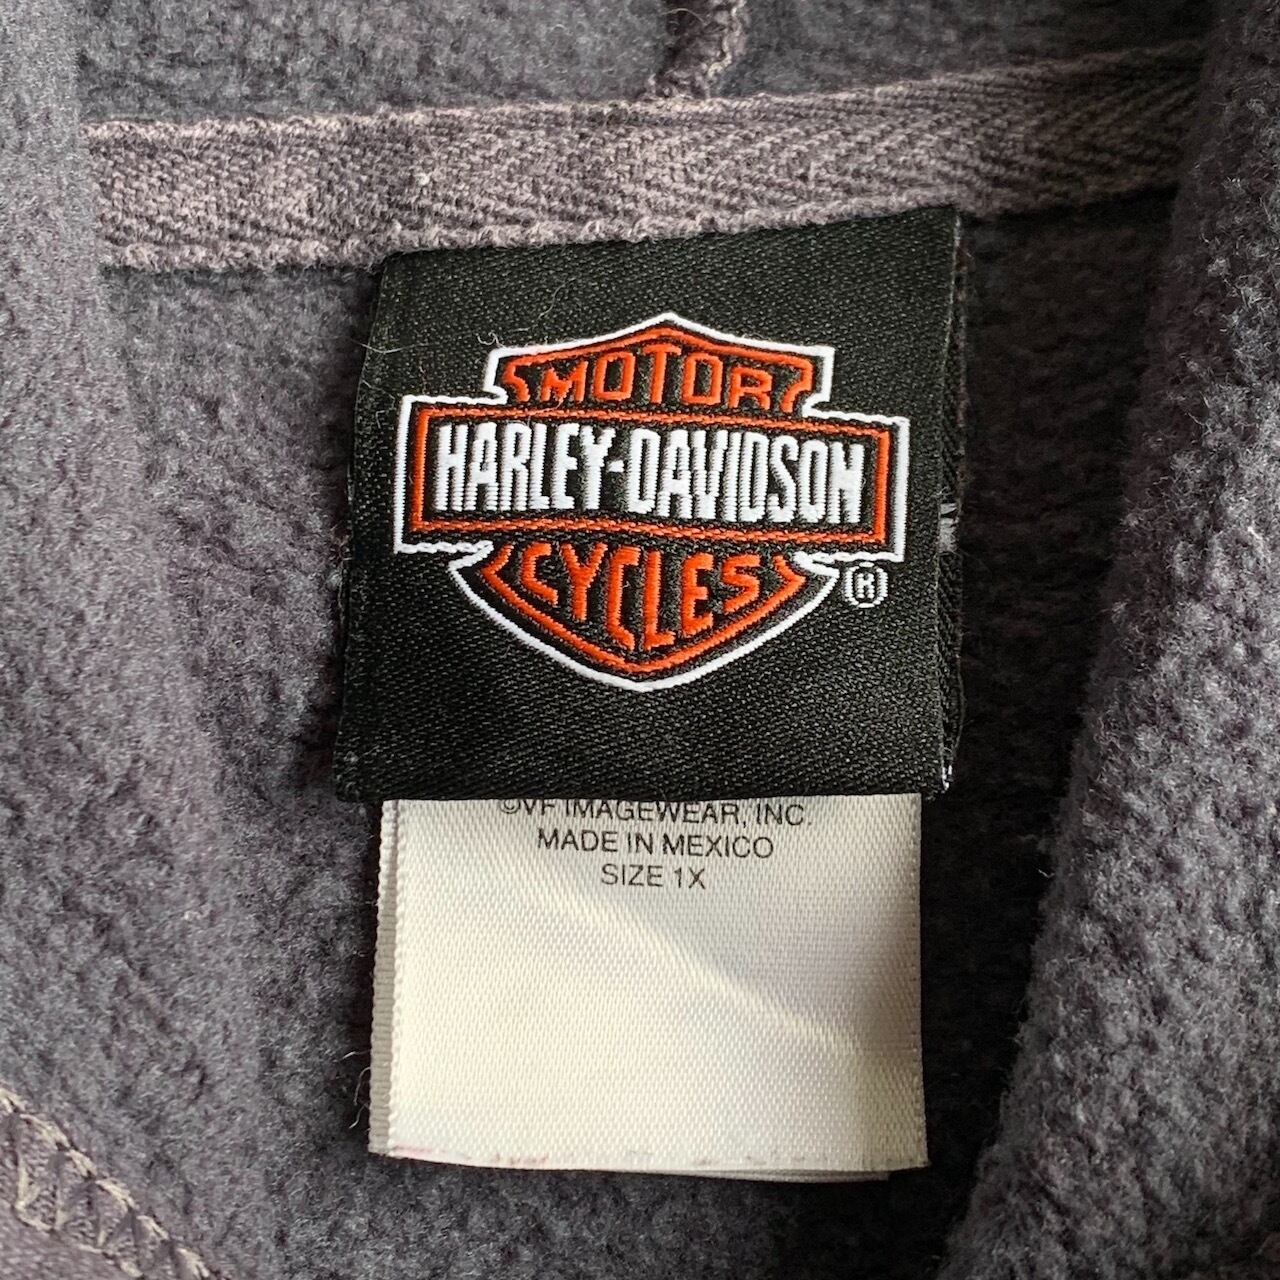 MOTOR
HARLEY-DAVIDSON
CYCLES
®
©VF IMAGEWEAR, INC.
MADE IN MEXICO
SIZE 1X